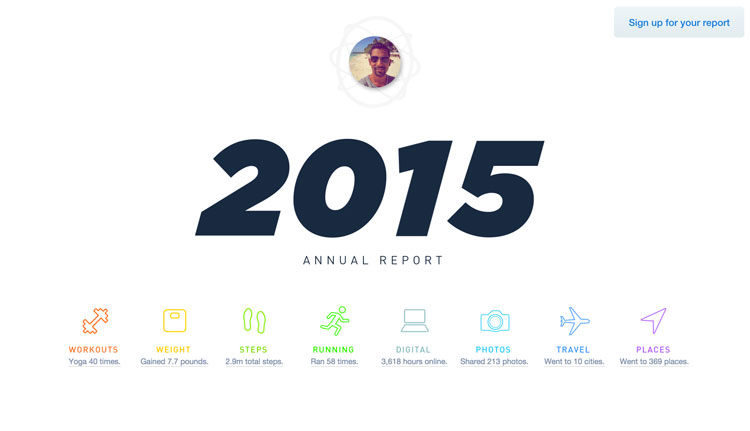 Sign up for your report
2015
ANNUAL REPORT
WORKOUTS
Yoga 40 times.
WEIGHT
Gained 7.7 pounds.
STEPS
2.9m total steps.
RUNNING
Ran 58 times.
DIGITAL
3,618 hours online.
PHOTOS
Shared 213 photos.
TRAVEL
Went to 10 cities.
PLACES
Went to 369 places.